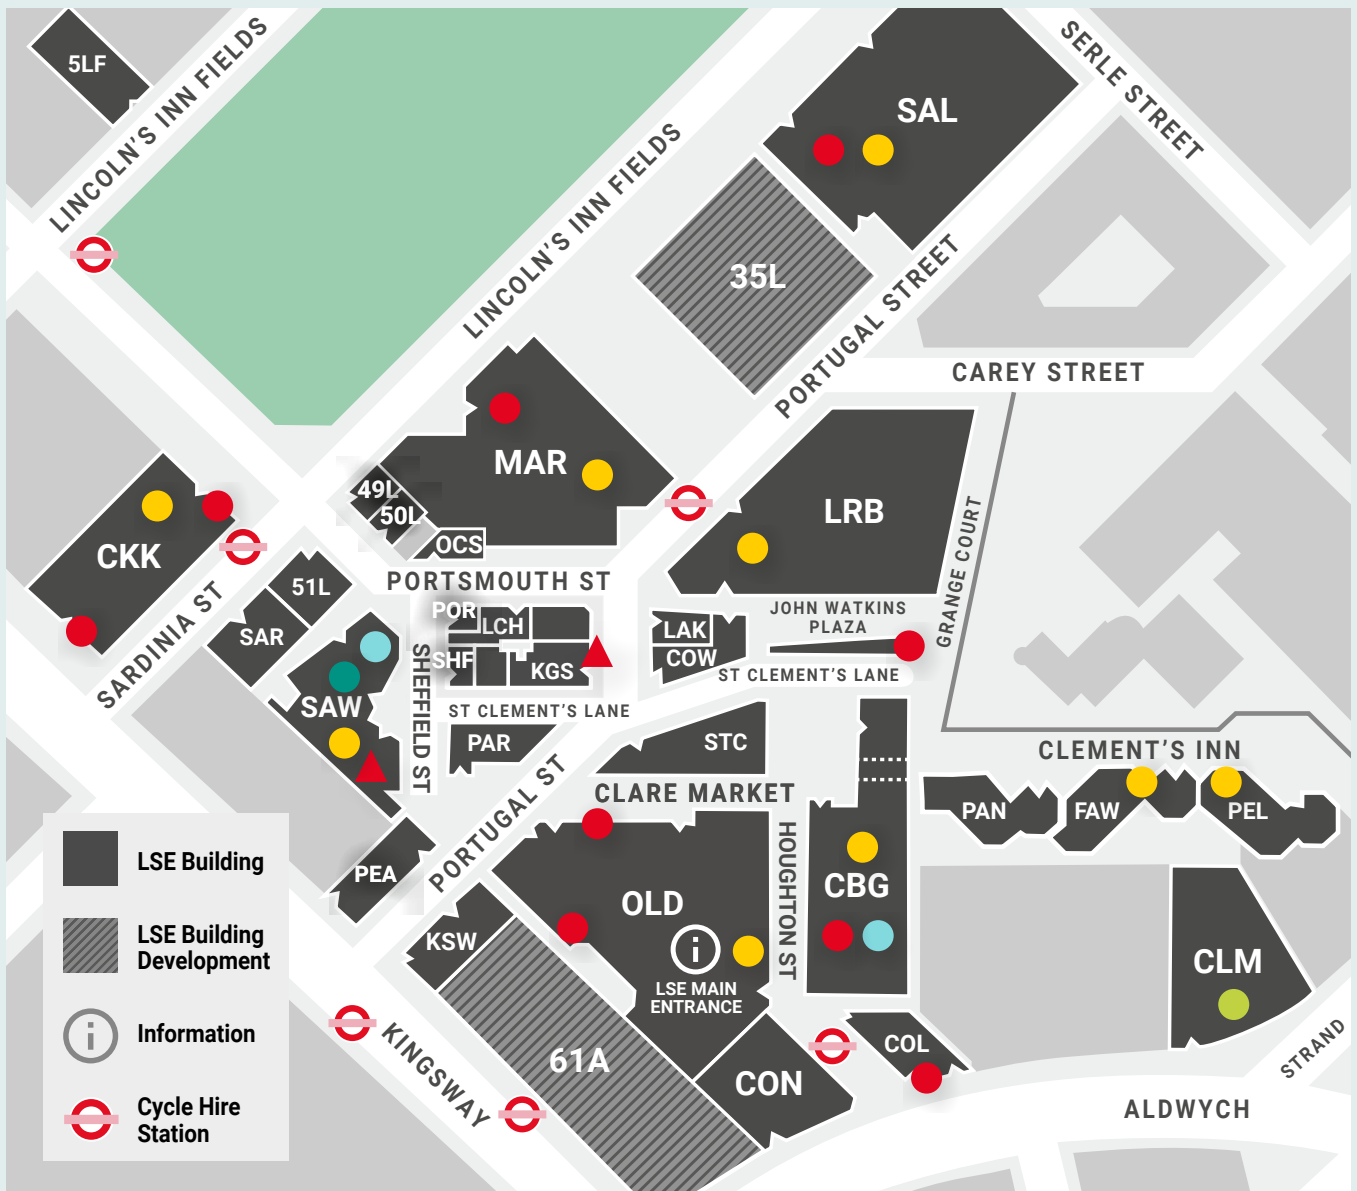 5LF
LINCOLN'S INN FIELDS
SERLE STREET
SAL
LINCOLN'S INN FIELDS
35L
PORTUGAL STREET
CAREY STREET
MAR
49L
50L
OCS
LRB
CKK
GRANGE COURT
PORTSMOUTH ST
51L
SAR
SARDINIA ST
POR
LCH
SHF
KGS
LAK
COW
JOHN WATKINS
PLAZA
ST CLEMENT'S LANE
SAW
SHEFFIELD ST
ST CLEMENT'S LANE
PAR
STC
CLEMENT'S INN
PORTUGAL ST
CLARE MARKET
PAN
FAW
PEL
HOUGHTON ST
PEA
CBG
OLD
KSW
LSE MAIN
ENTRANCE
CLM
61A
COL
CON
KINGSWAY
STRAND
ALDWYCH
LSE Building
LSE Building
Development
Information
Cycle Hire
Station